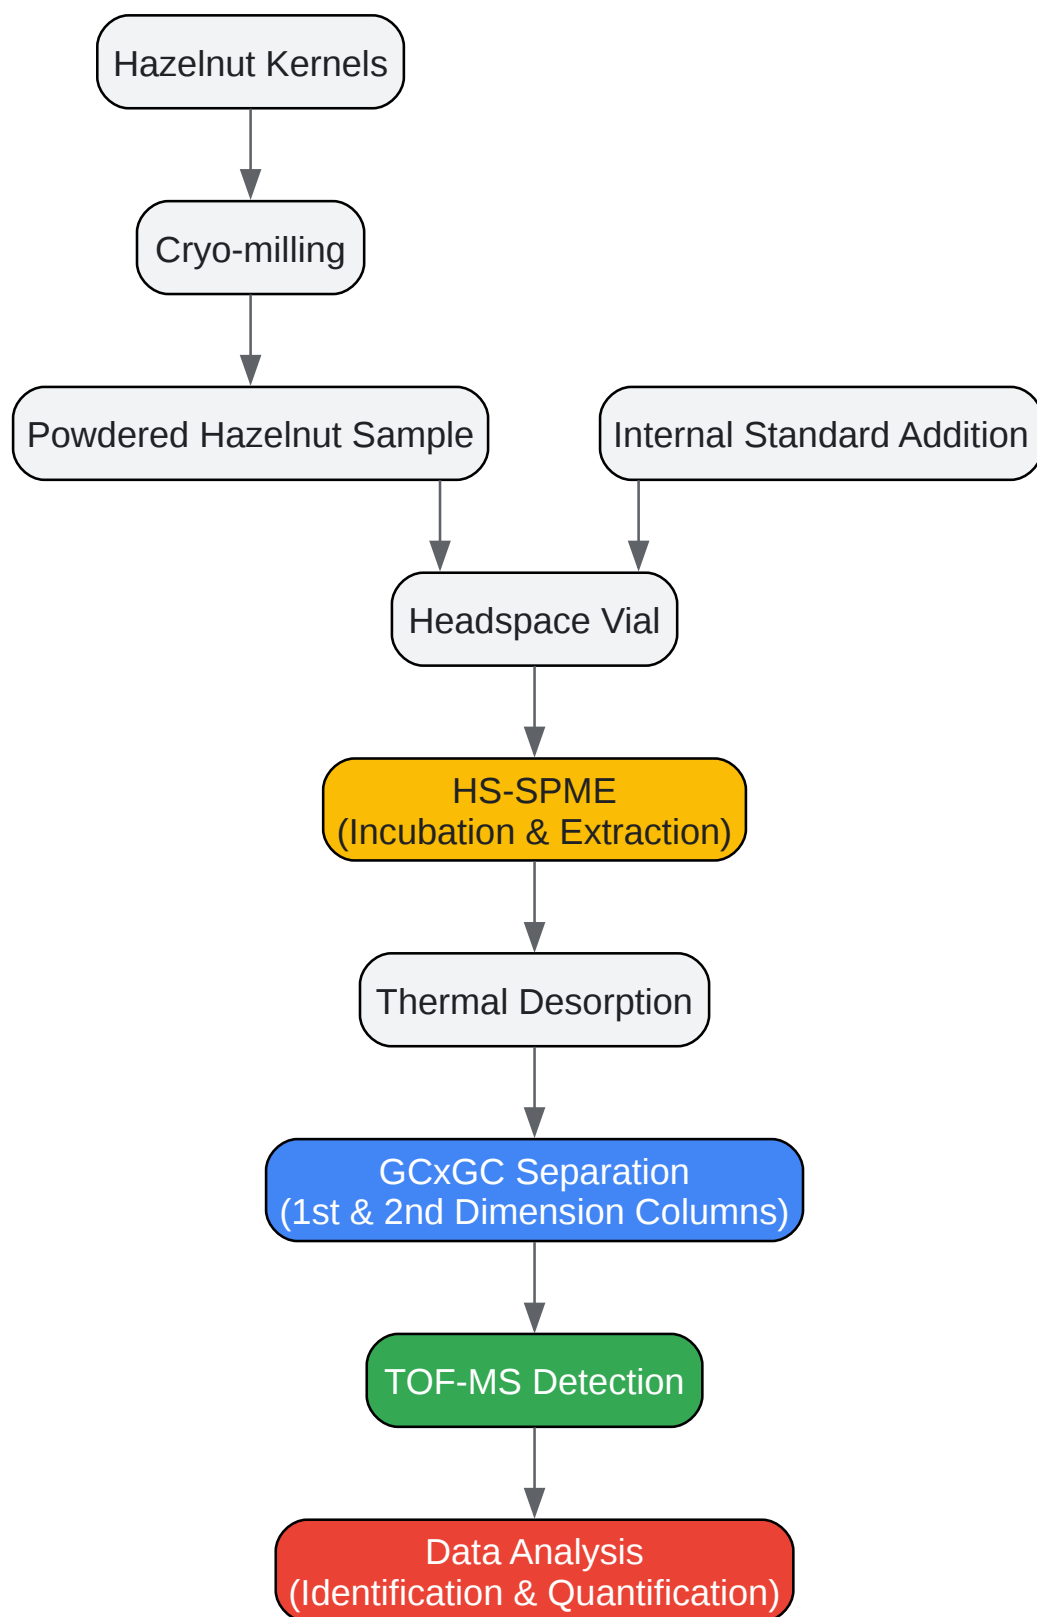 Hazelnut Kernels
Cryo-milling
Powdered Hazelnut Sample
Internal Standard Addition
Headspace Vial
HS-SPME
(Incubation & Extraction)
Thermal Desorption
GCxGC Separation
(1st & 2nd Dimension Columns)
TOF-MS Detection
Data Analysis
(Identification & Quantification)